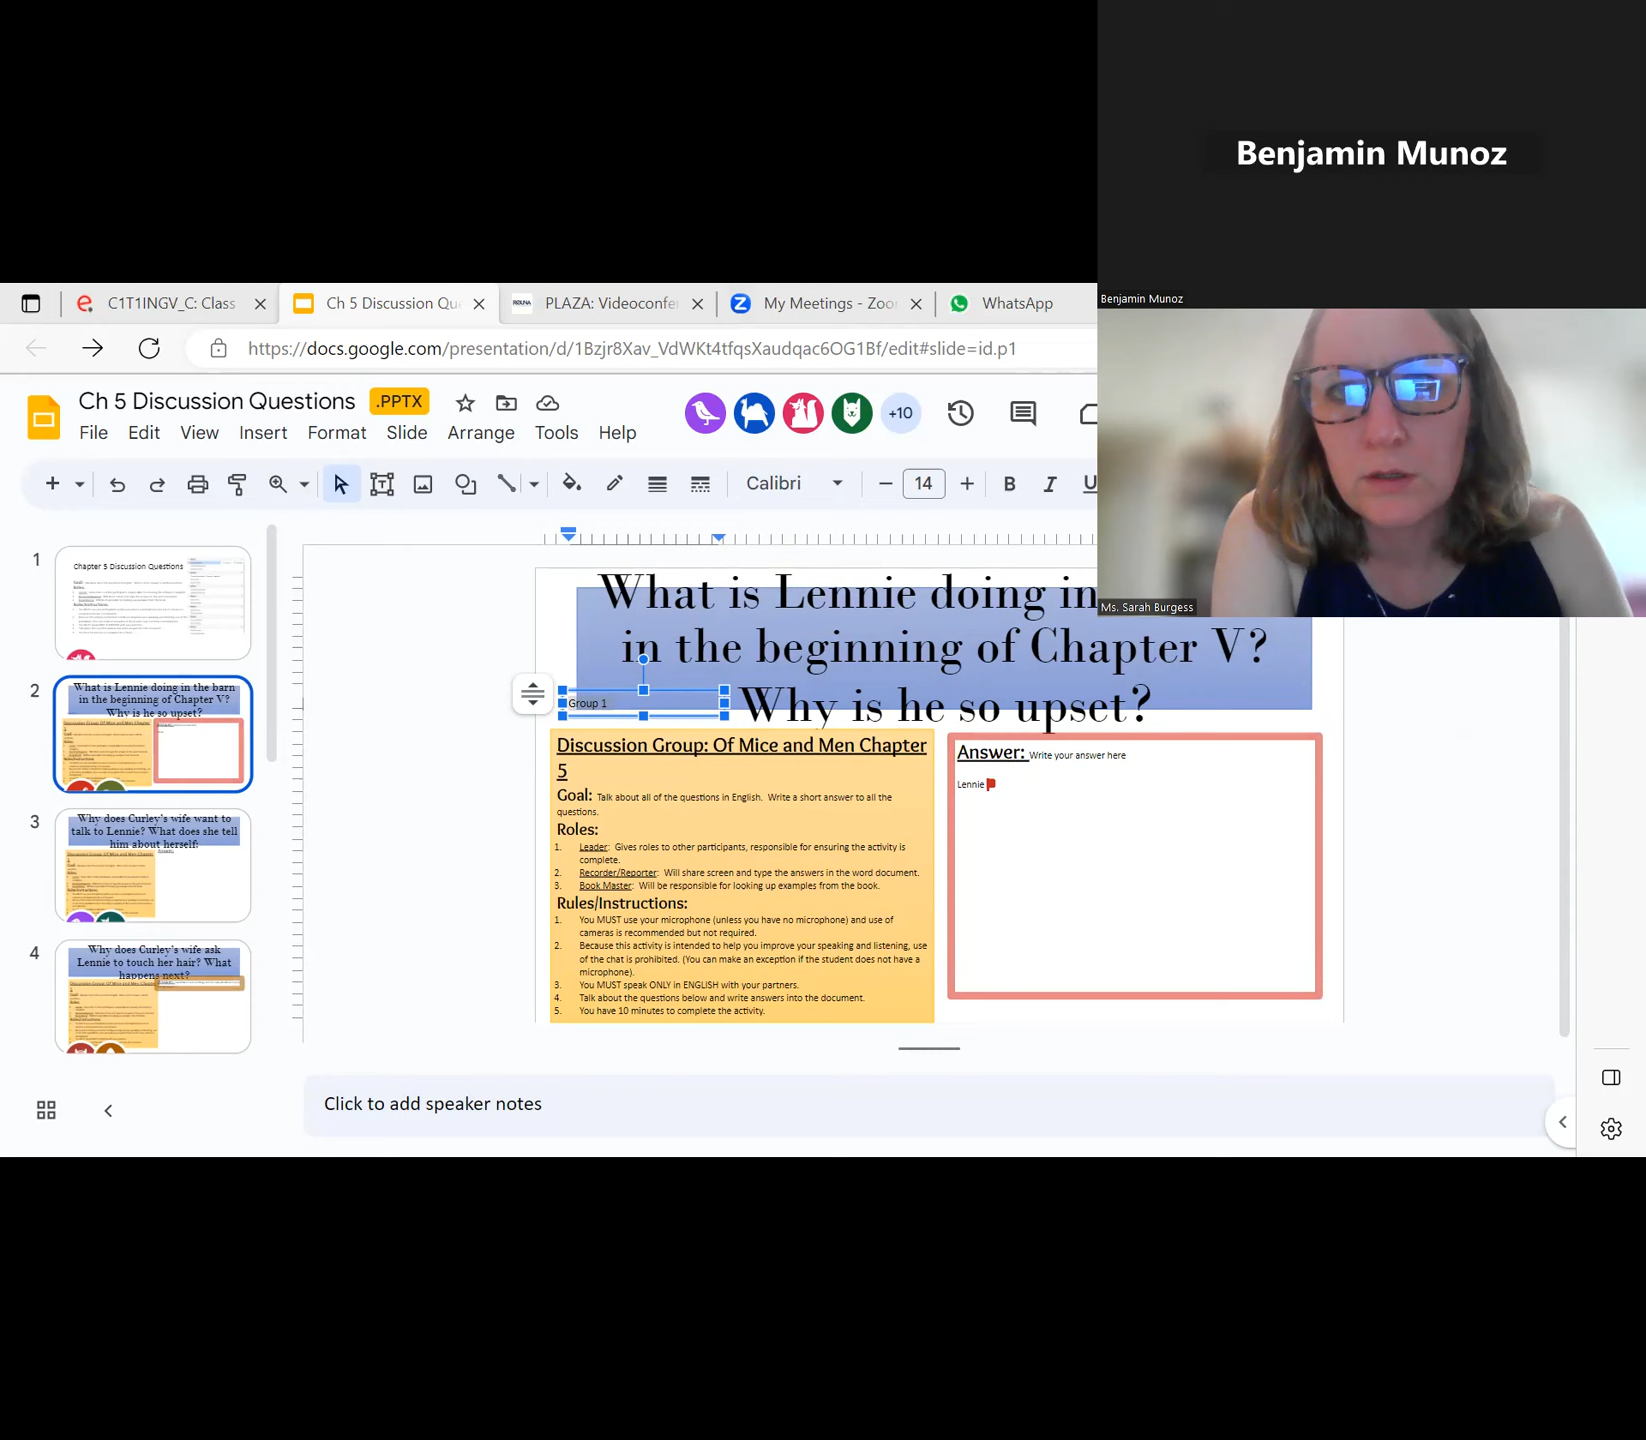 Benjamin Munoz
Benjamin Munoz
C1T1INGV_C: Class
Ch 5 Discussion Qu
PLAZA: Videoconfe
My Meetings - Zoo
WhatsApp
https://docs.google.com/presentation/d/1Bzjr8Xav_VdWKt4tfqsXaudqac6OG1Bf/edit#slide=id.p1
Ch 5 Discussion Questions .PPTX
+10
File Edit View Insert Format Slide Arrange Tools Help
Calibri 14 B I U
Ms. Sarah Burgess
1
Chapter 5 Discussion Questions
2
What is Lennie doing in the barn
in the beginning of Chapter V?
Why is he so upset?
3
Why does Curley's wife want to
talk to Lennie? What does she tell
him about herself:
4
Why does Curley's wife ask
Lennie to touch her hair? What
happens next?
What is Lennie doing in
in the beginning of Chapter V?
Why is he so upset?
Group 1
Discussion Group: Of Mice and Men Chapter
5
Goal: Talk about all of the questions in English. Write a short answer to all the
questions.
Roles:
1. Leader: Gives roles to other participants, responsible for ensuring the activity is
complete.
2. Recorder/Reporter: Will share screen and type the answers in the word document.
3. Book Master: Will be responsible for looking up examples from the book.
Rules/Instructions:
1. You MUST use your microphone (unless you have no microphone) and use of
cameras is recommended but not required.
2. Because this activity is intended to help you improve your speaking and listening, use
of the chat is prohibited. (You can make an exception if the student does not have a
microphone).
3. You MUST speak ONLY in ENGLISH with your partners.
4. Talk about the questions below and write answers into the document.
5. You have 10 minutes to complete the activity.
Answer: Write your answer here
Lennie
Click to add speaker notes